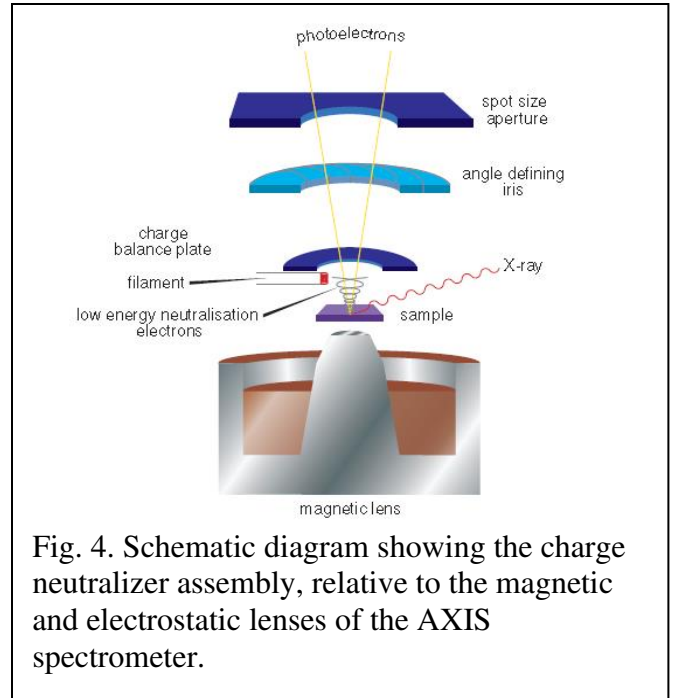 photoelectrons
spot size
aperture
angle defining
iris
charge
balance plate
X-ray
filament
low energy neutralisation
electrons
sample
magnetic lens
Fig. 4. Schematic diagram showing the charge
neutralizer assembly, relative to the magnetic
and electrostatic lenses of the AXIS
spectrometer.